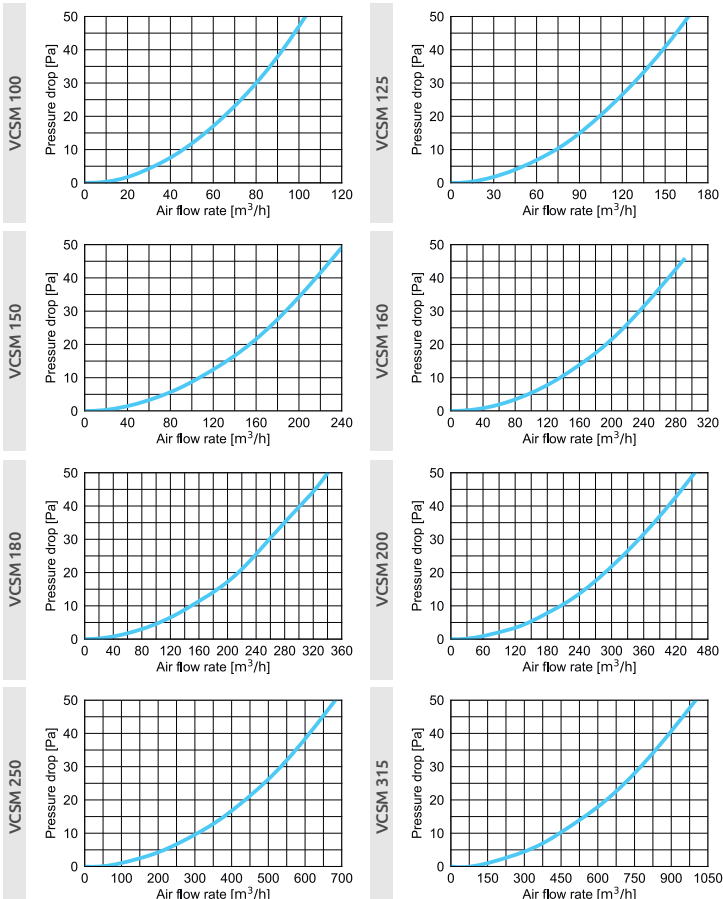 VCSM 100
Pressure drop [Pa]
50
40
30
20
10
0
0 20 40 60 80 100 120
Air flow rate [m³/h]
VCSM 125
Pressure drop [Pa]
50
40
30
20
10
0
0 30 60 90 120 150 180
Air flow rate [m³/h]
VCSM 150
Pressure drop [Pa]
50
40
30
20
10
0
0 40 80 120 160 200 240
Air flow rate [m³/h]
VCSM 160
Pressure drop [Pa]
50
40
30
20
10
0
0 40 80 120 160 200 240 280 320
Air flow rate [m³/h]
VCSM 180
Pressure drop [Pa]
50
40
30
20
10
0
0 40 80 120 160 200 240 280 320 360
Air flow rate [m³/h]
VCSM 200
Pressure drop [Pa]
50
40
30
20
10
0
0 60 120 180 240 300 360 420 480
Air flow rate [m³/h]
VCSM 250
Pressure drop [Pa]
50
40
30
20
10
0
0 100 200 300 400 500 600 700
Air flow rate [m³/h]
VCSM 315
Pressure drop [Pa]
50
40
30
20
10
0
0 150 300 450 600 750 900 1050
Air flow rate [m³/h]